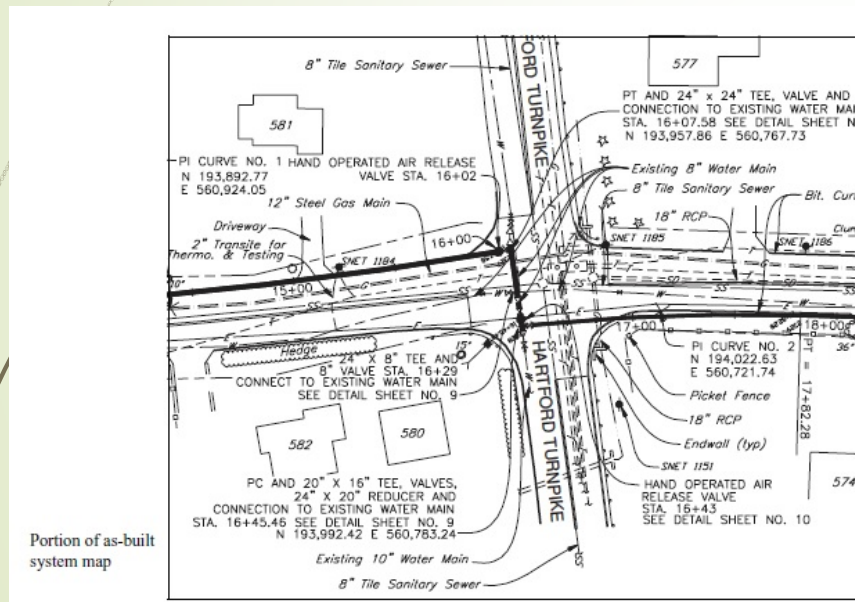 8" Tile Sanitary Sewer
HARTFORD TURNPIKE
577
581
PT AND 24" x 24" TEE, VALVE AND
CONNECTION TO EXISTING WATER
STA. 16+07.58 SEE DETAIL SHEET
N 193,957.86 E 560,767.73
PI CURVE NO. 1
N 193,892.77
E 560,924.05
HAND OPERATED AIR RELEASE
VALVE STA. 16+02
Existing 8" Water Main
8" Tile Sanitary Sewer
12" Steel Gas Main
18" RCP
Bit.
Driveway
2" Transite for
Thermo. & Testing
SNET 1184
16+00
SNET 1185
SNET 1186
15+00
17+00
18+00
36"
15"
Hedge
24" X 8" TEE AND
8" VALVE STA. 16+29
CONNECT TO EXISTING WATER MAIN
SEE DETAIL SHEET NO. 9
PI CURVE NO. 2
N 194,022.63
E 560,721.74
PT = 17+82.28
Picket Fence
18" RCP
Endwall (typ)
SNET 1151
HARTFORD TURNPIKE
582
580
574
PC AND 20" X 16" TEE, VALVES,
24" X 20" REDUCER AND
CONNECTION TO EXISTING WATER MAIN
STA. 16+45.46 SEE DETAIL SHEET NO. 9
N 193,992.42 E 560,783.24
HAND OPERATED AIR
RELEASE VALVE
STA. 16+43
SEE DETAIL SHEET NO. 10
Existing 10" Water Main
8" Tile Sanitary Sewer
Portion of as-built
system map